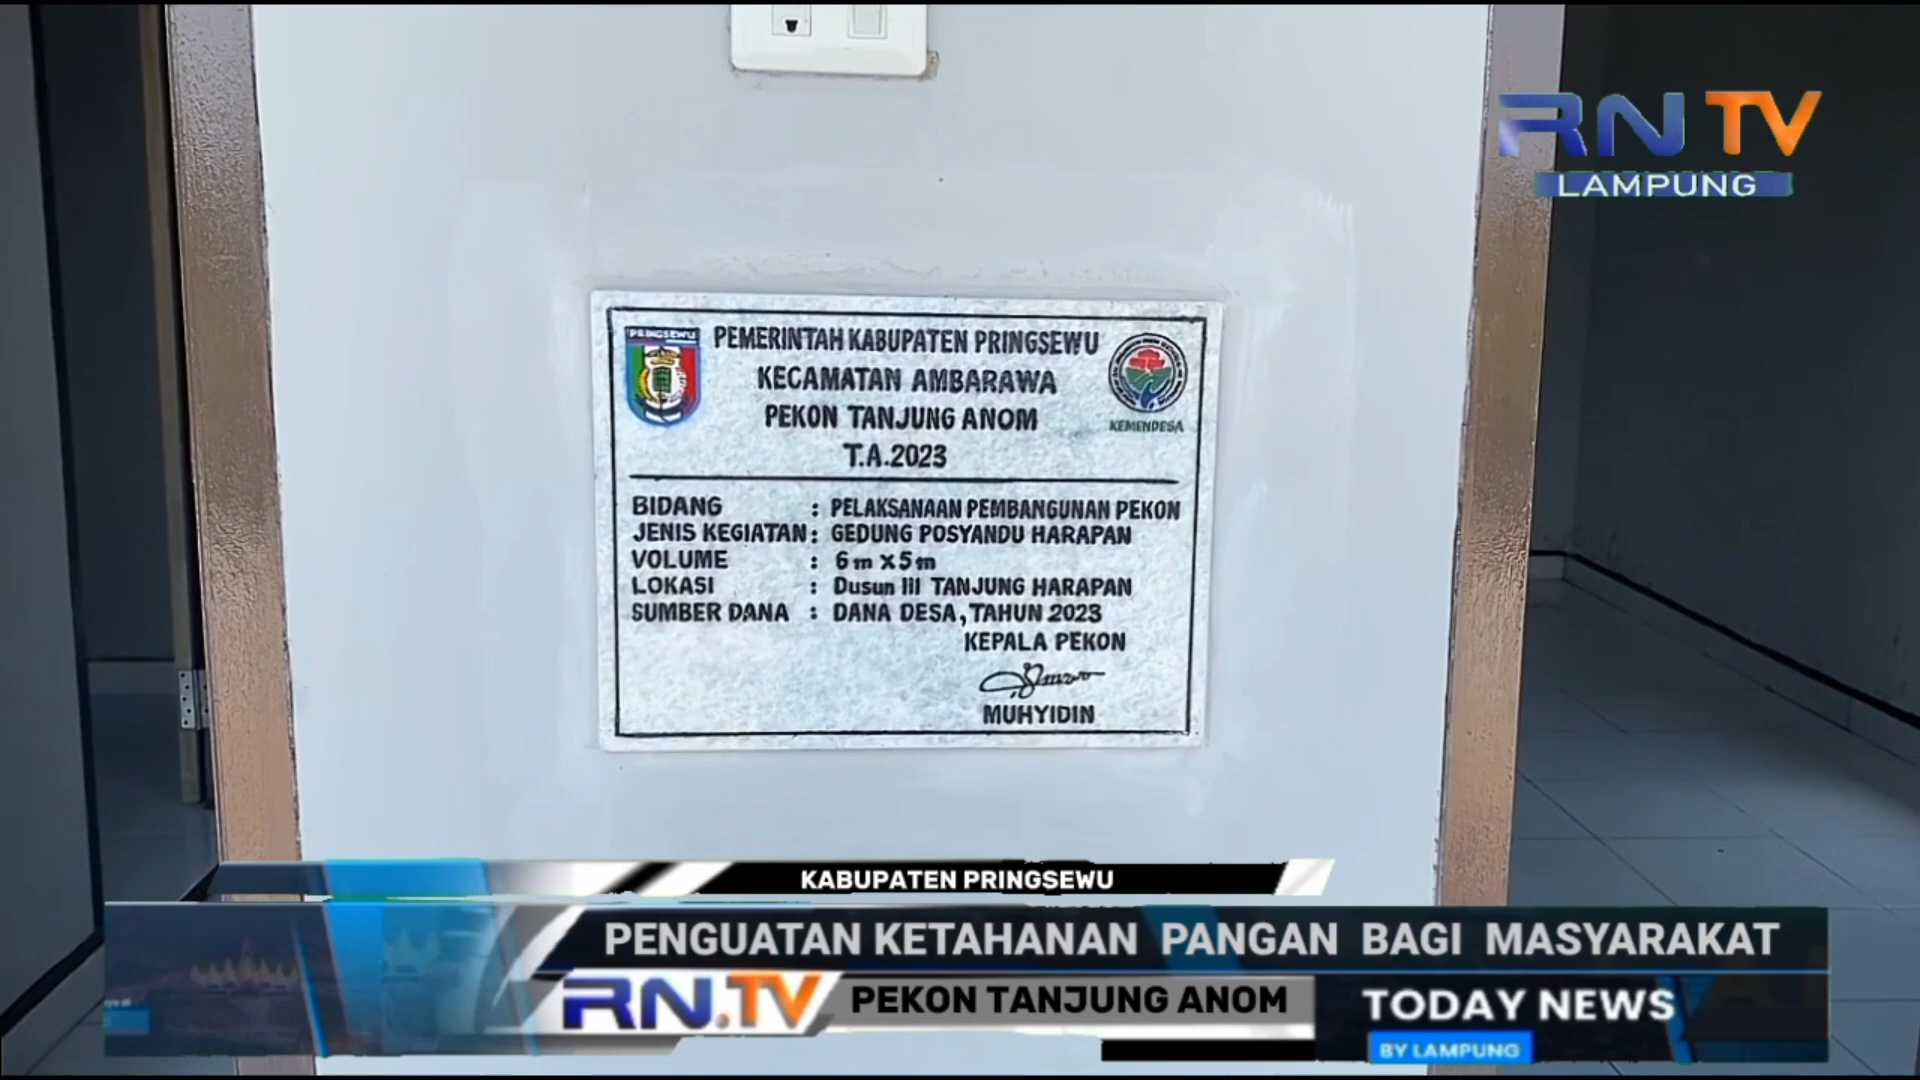 RN TV
LAMPUNG
PRINGSEWU
PEMERINTAH KABUPATEN PRINGSEWU
KECAMATAN AMBARAWA
PEKON TANJUNG ANOM
T.A.2023
KEMENDESA
BIDANG : PELAKSANAAN PEMBANGUNAN PEKON
JENIS KEGIATAN : GEDUNG POSYANDU HARAPAN
VOLUME : 6m x 5m
LOKASI : Dusun III TANJUNG HARAPAN
SUMBER DANA : DANA DESA, TAHUN 2023
KEPALA PEKON
MUHYIDIN
KABUPATEN PRINGSEWU
PENGUATAN KETAHANAN PANGAN BAGI MASYARAKAT
RN.TV PEKON TANJUNG ANOM
TODAY NEWS
BY LAMPUNG